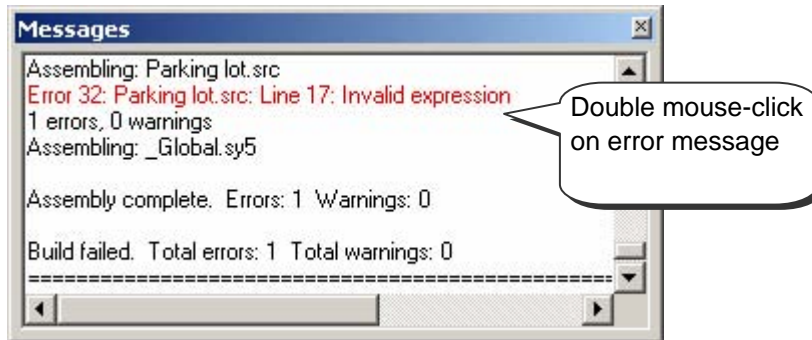 Messages
Assembling: Parking lot.src
Error 32: Parking lot.src: Line 17: Invalid expression
1 errors, 0 warnings
Assembling: _Global.sy5
Assembly complete. Errors: 1 Warnings: 0
Build failed. Total errors: 1 Total warnings: 0
================================================
Double mouse-click
on error message